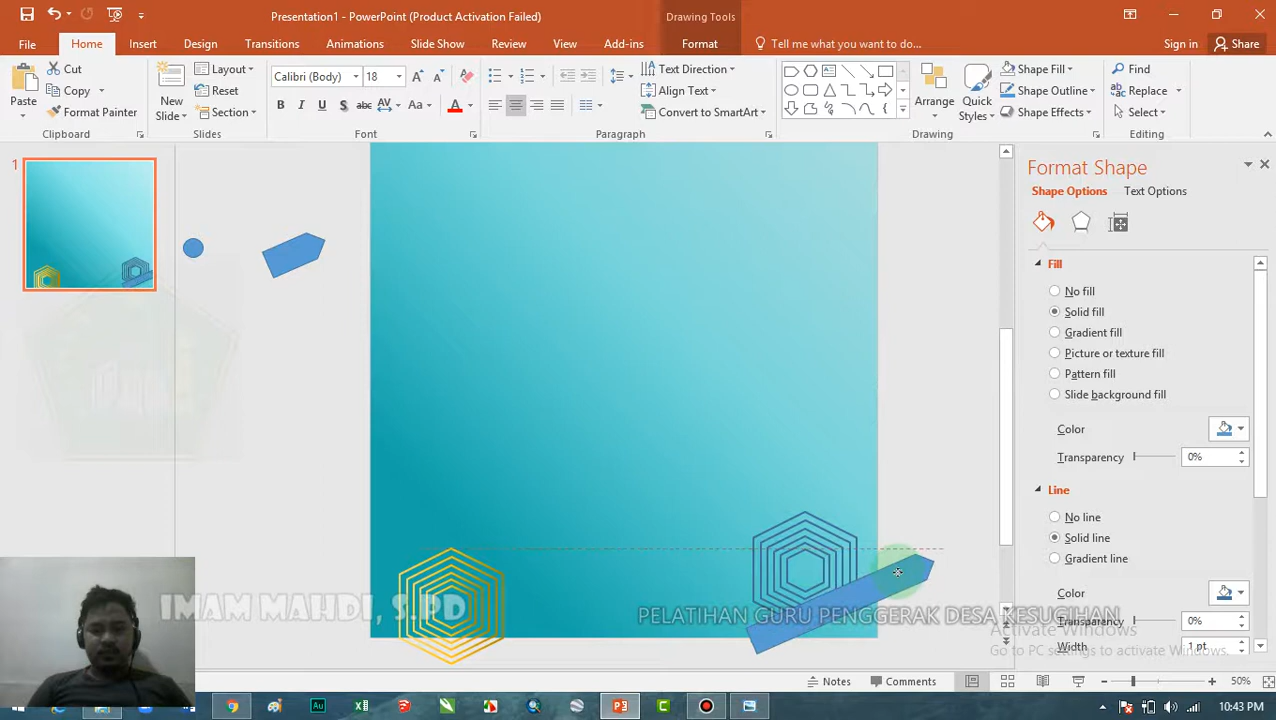 Presentation1 - PowerPoint (Product Activation Failed)
Drawing Tools
File
Home
Insert
Design
Transitions
Animations
Slide Show
Review
View
Add-ins
Format
Tell me what you want to do...
Sign in
Share
Paste
Cut
Copy
Format Painter
Clipboard
New
Slide
Layout
Reset
Section
Slides
Calibri (Body)
18
B
I
U
S
abc
AV
Aa
A
Font
Text Direction
Align Text
Convert to SmartArt
Paragraph
Arrange
Quick
Styles
Shape Fill
Shape Outline
Shape Effects
Drawing
Find
Replace
Select
Editing
1
Format Shape
Shape Options
Text Options
Fill
No fill
Solid fill
Gradient fill
Picture or texture fill
Pattern fill
Slide background fill
Color
Transparency
0%
Line
No line
Solid line
Gradient line
Color
Transparency
0%
Width
1 pt
IMAM MAHDI, S.PD
PELATIHAN GURU PENGGERAK DESA KESUGIHAN
Activate Windows
Go to PC settings to activate Windows.
Notes
Comments
50%
10:43 PM